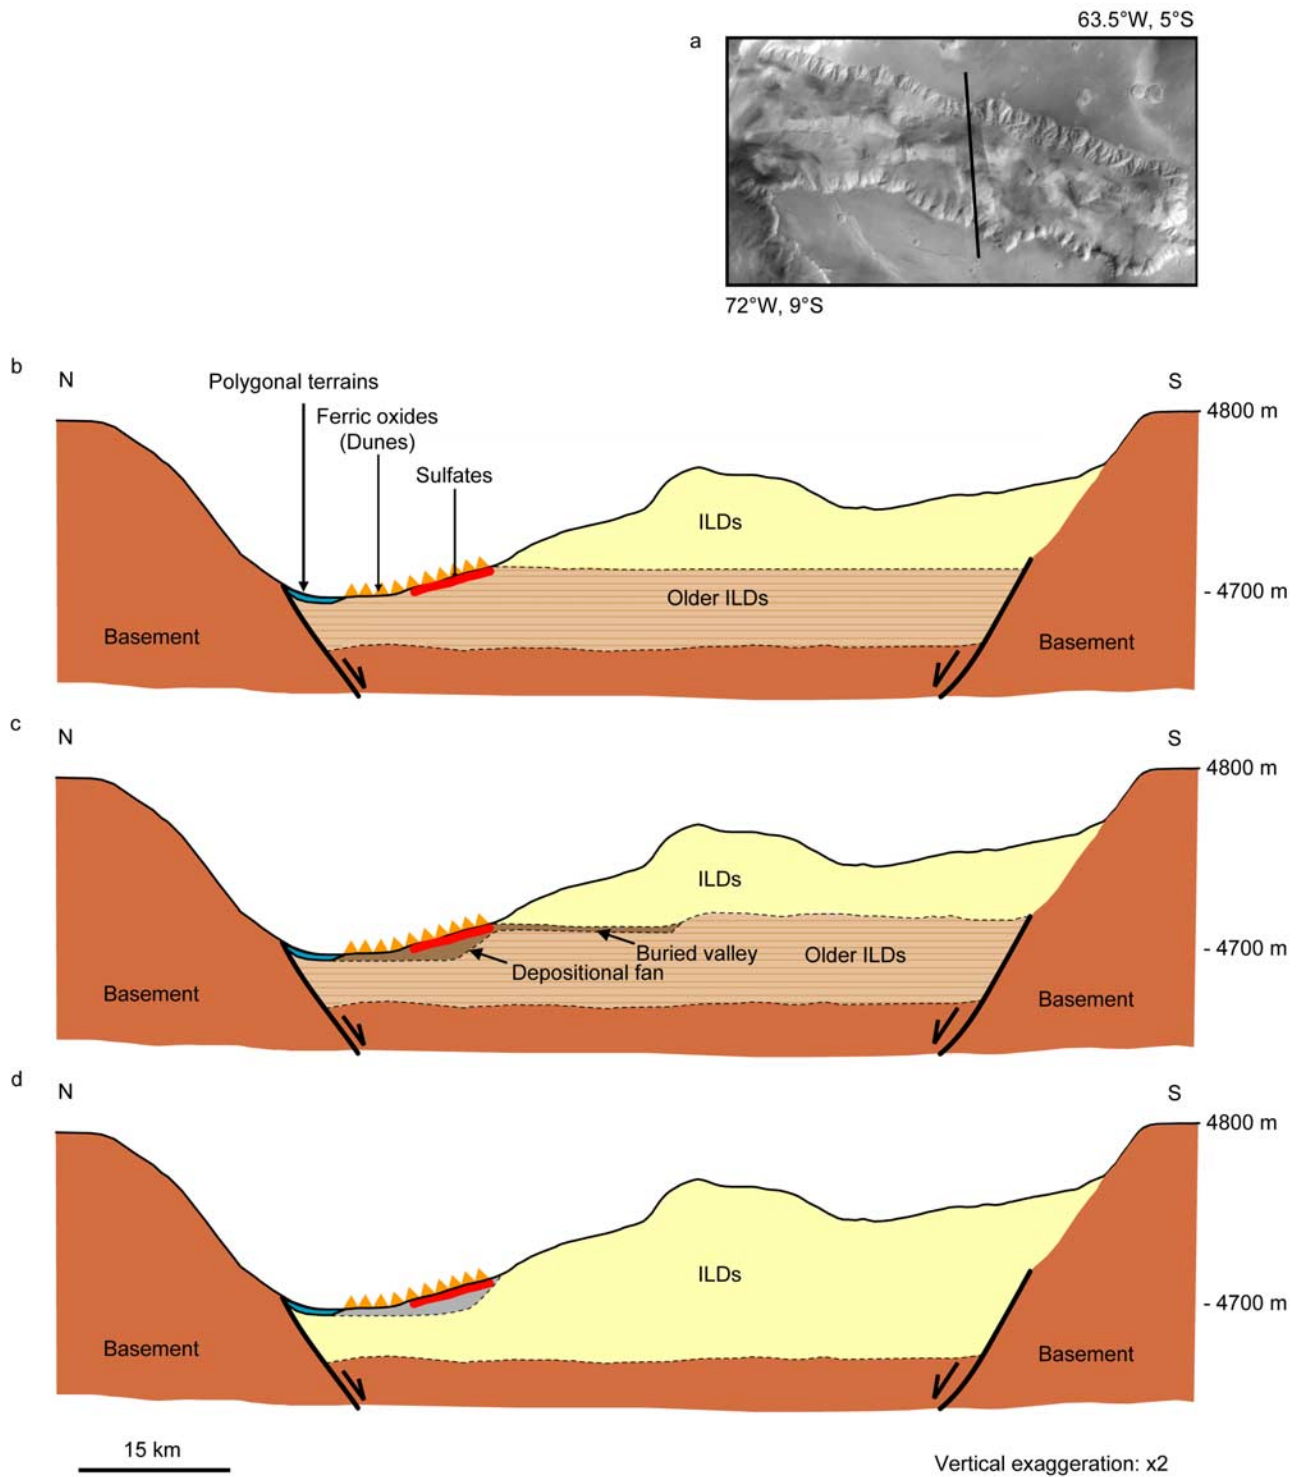 63.5°W, 5°S
a
72°W, 9°S
b
N
S
Polygonal terrains
Ferric oxides
(Dunes)
Sulfates
4800 m
ILDs
Older ILDs
- 4700 m
Basement
Basement
c
N
S
4800 m
ILDs
Buried valley
Older ILDs
- 4700 m
Depositional fan
Basement
Basement
d
N
S
4800 m
ILDs
- 4700 m
Basement
Basement
15 km
Vertical exaggeration: x2